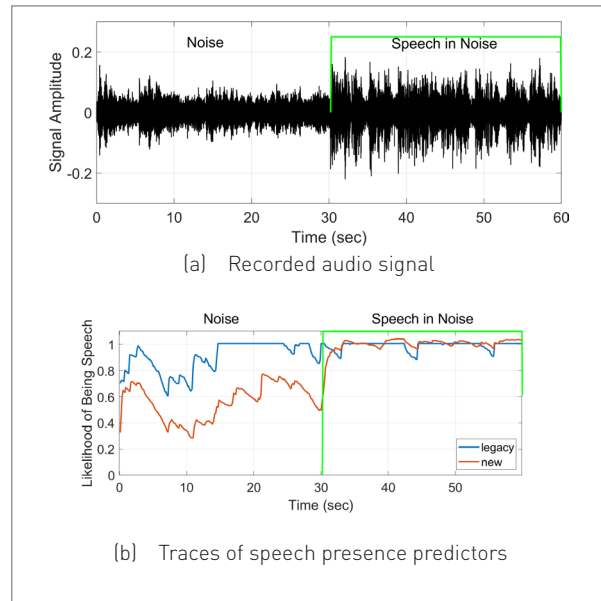 Noise
Speech in Noise
Signal Amplitude
0.2
0
-0.2
0 10 20 30 40 50 60
Time (sec)
(a) Recorded audio signal
Noise
Speech in Noise
Likelihood of Being Speech
1
0.8
0.6
0.4
0.2
0
legacy
new
0 10 20 30 40 50
Time (sec)
(b) Traces of speech presence predictors